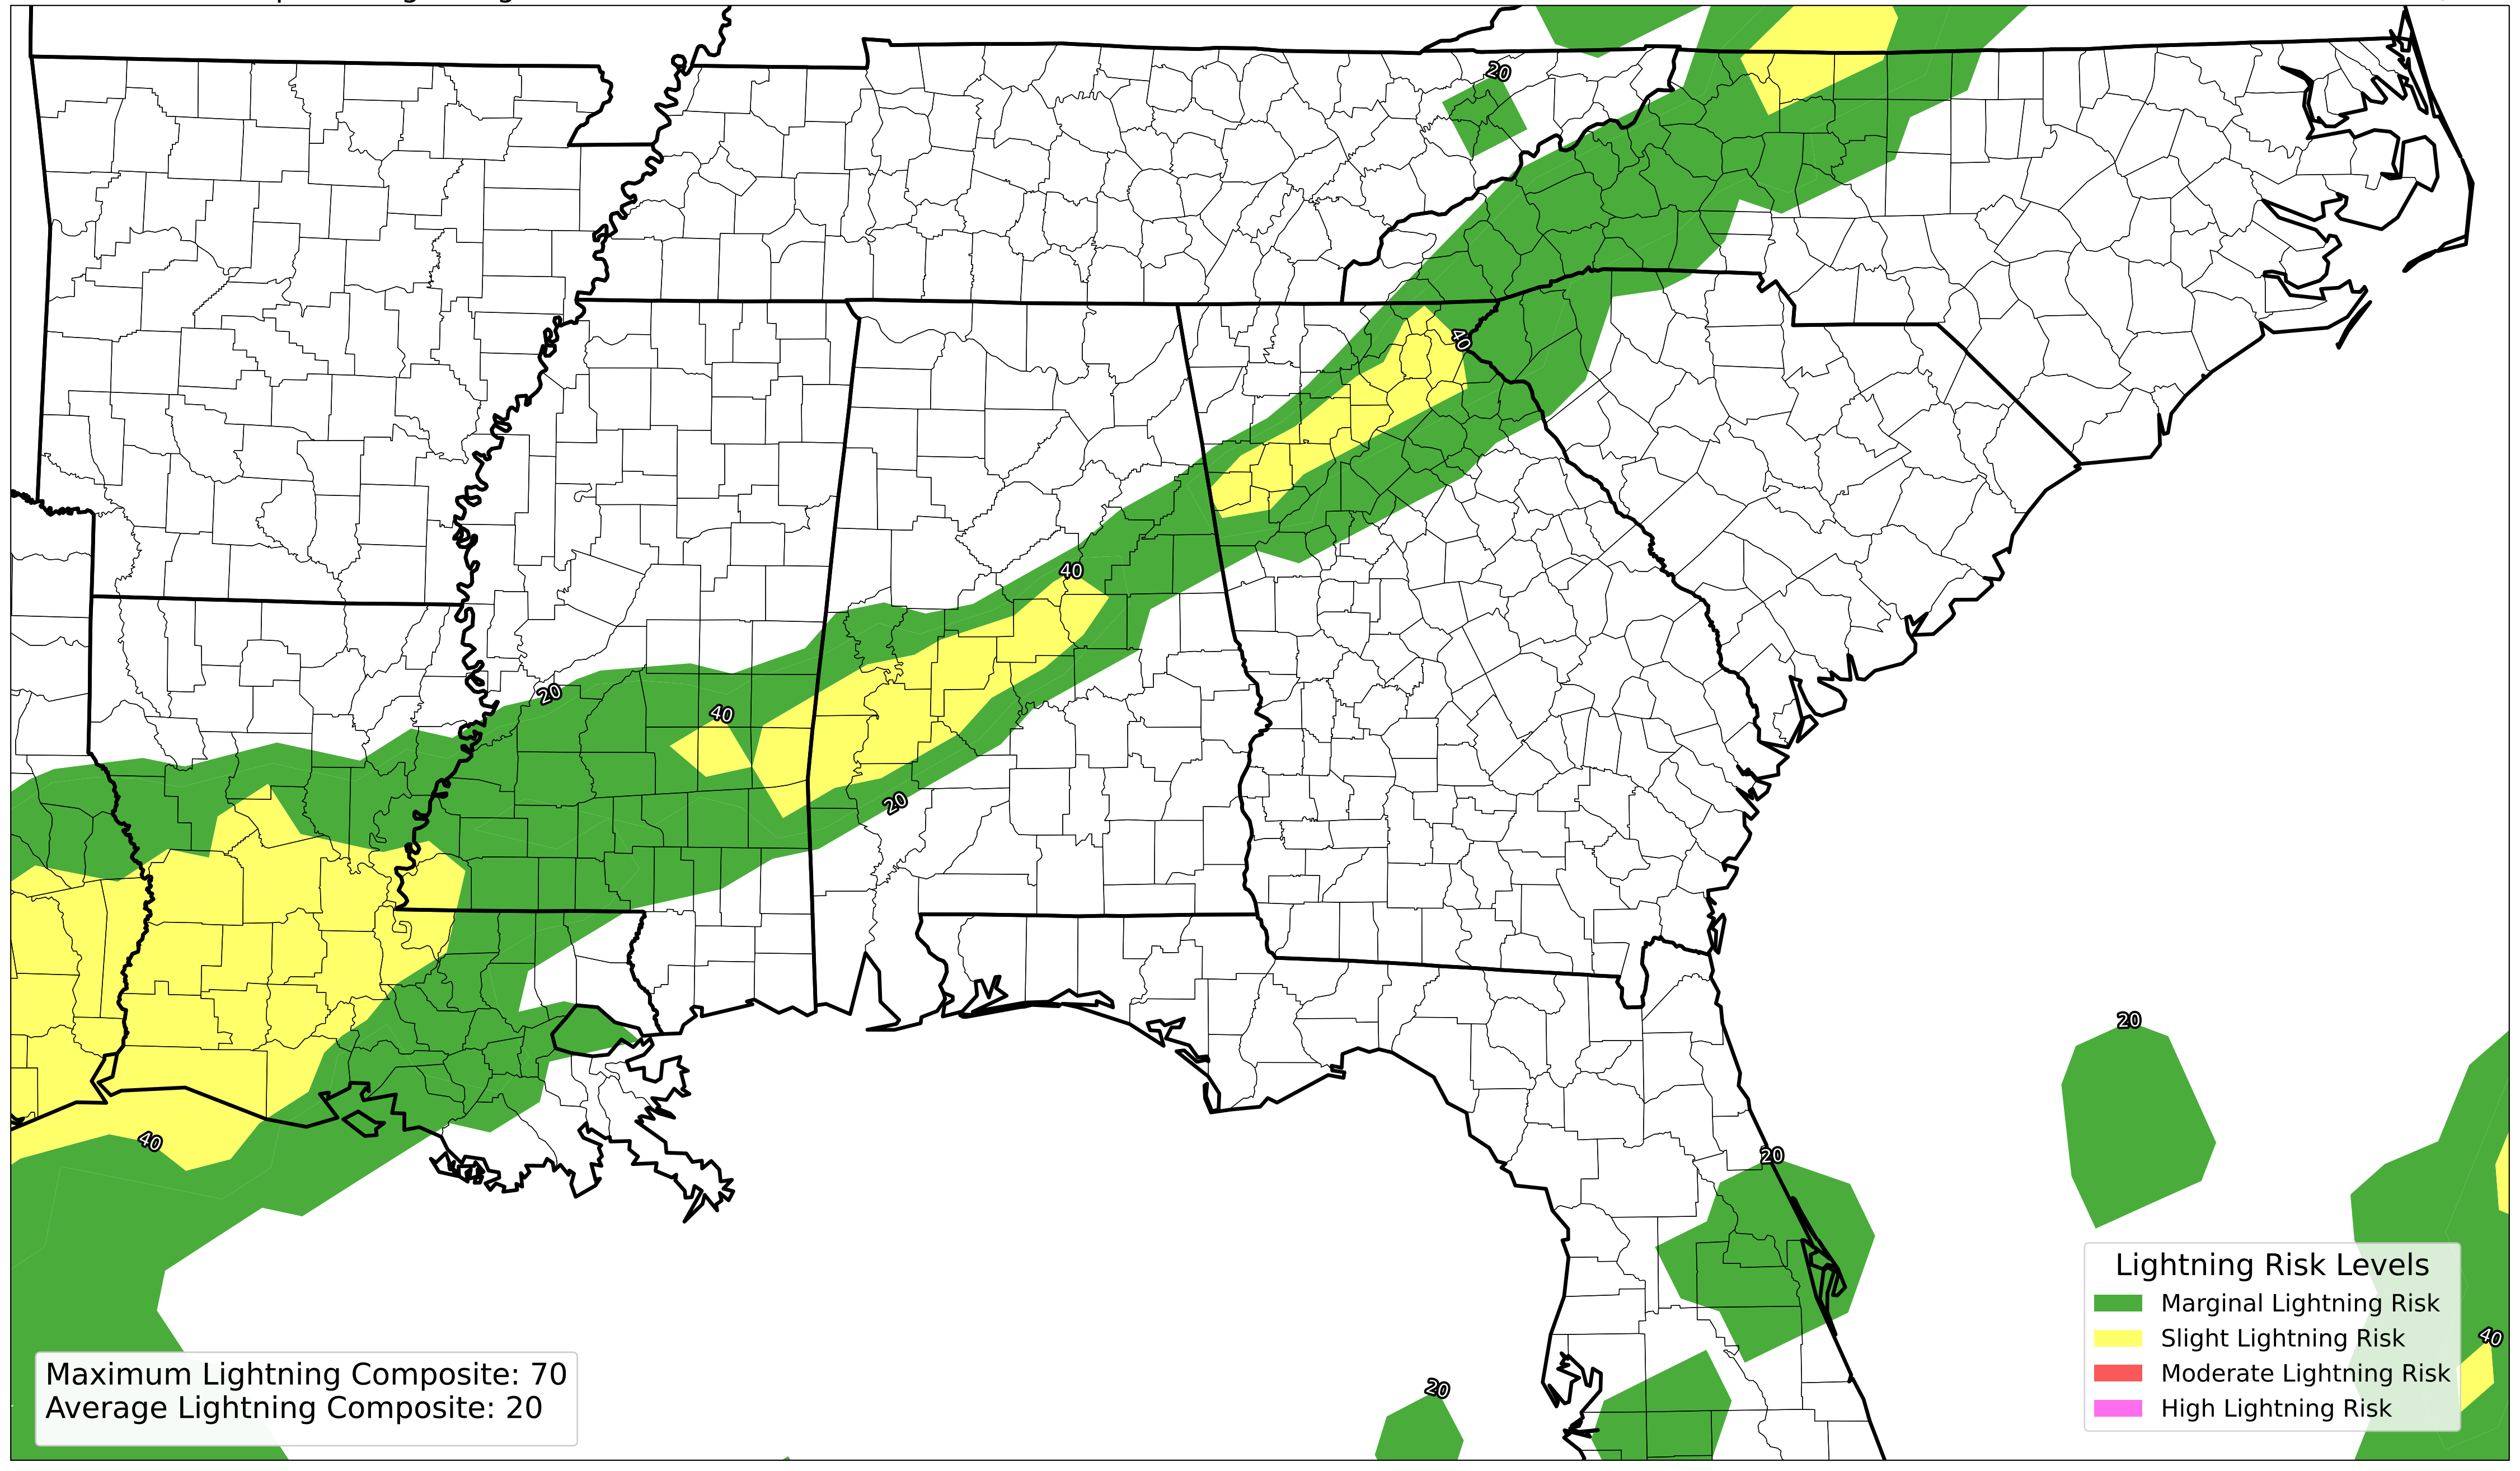 20
40
20
40
40
20
20
40
20
20
20
40
Lightning Risk Levels
Marginal Lightning Risk
Slight Lightning Risk
Moderate Lightning Risk
High Lightning Risk
Maximum Lightning Composite: 70
Average Lightning Composite: 20